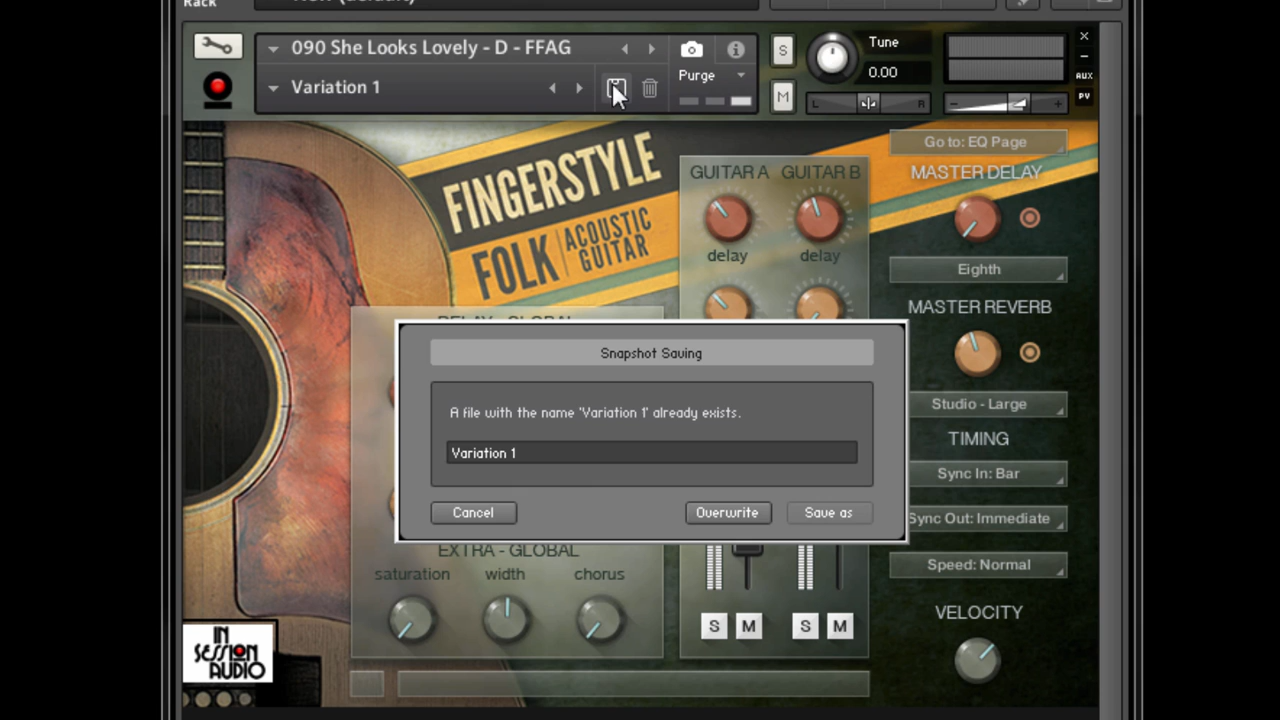 Rack
090 She Looks Lovely - D - FFAG
Variation 1
Purge
S
M
Tune
0.00
L
R
AUX
PV
FINGERSTYLE
FOLK
ACOUSTIC
GUITAR
GUITAR A
GUITAR B
delay
delay
Go to: EQ Page
MASTER DELAY
Eighth
MASTER REVERB
Studio - Large
TIMING
Sync In: Bar
Sync Out: Immediate
Speed: Normal
VELOCITY
Snapshot Saving
A file with the name 'Variation 1' already exists.
Variation 1
Cancel
Overwrite
Save as
EXTRA - GLOBAL
saturation
width
chorus
S
M
S
M
IN
SESSION
AUDIO